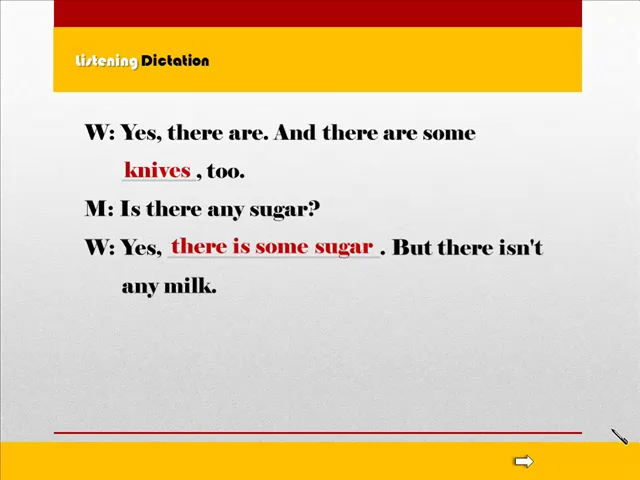 Listening Dictation
W: Yes, there are. And there are some
knives, too.
M: Is there any sugar?
W: Yes, there is some sugar. But there isn't
any milk.